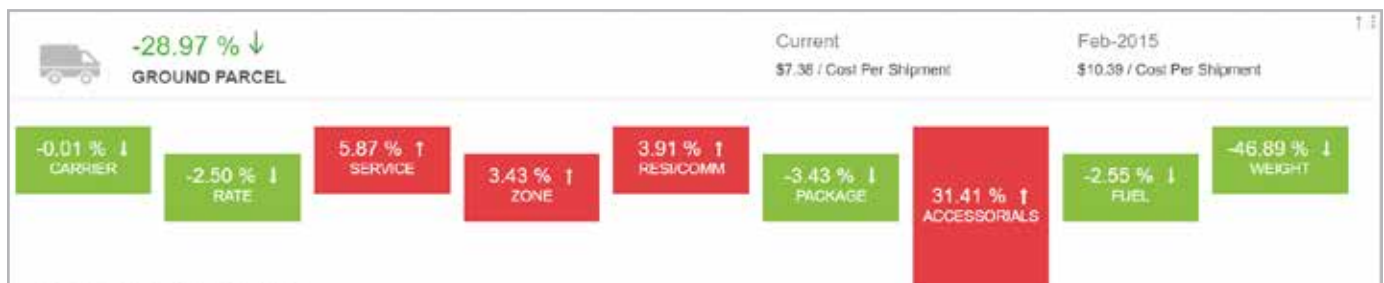 -28.97 % ↓
GROUND PARCEL
Current
$7.38 / Cost Per Shipment
Feb-2015
$10.39 / Cost Per Shipment
-0.01 % ↓
CARRIER
-2.50 % ↓
RATE
5.87 % ↑
SERVICE
3.43 % ↑
ZONE
3.91 % ↑
RESI/COMM
-3.43 % ↓
PACKAGE
31.41 % ↑
ACCESSORIALS
-2.55 % ↓
FUEL
-46.89 % ↓
WEIGHT